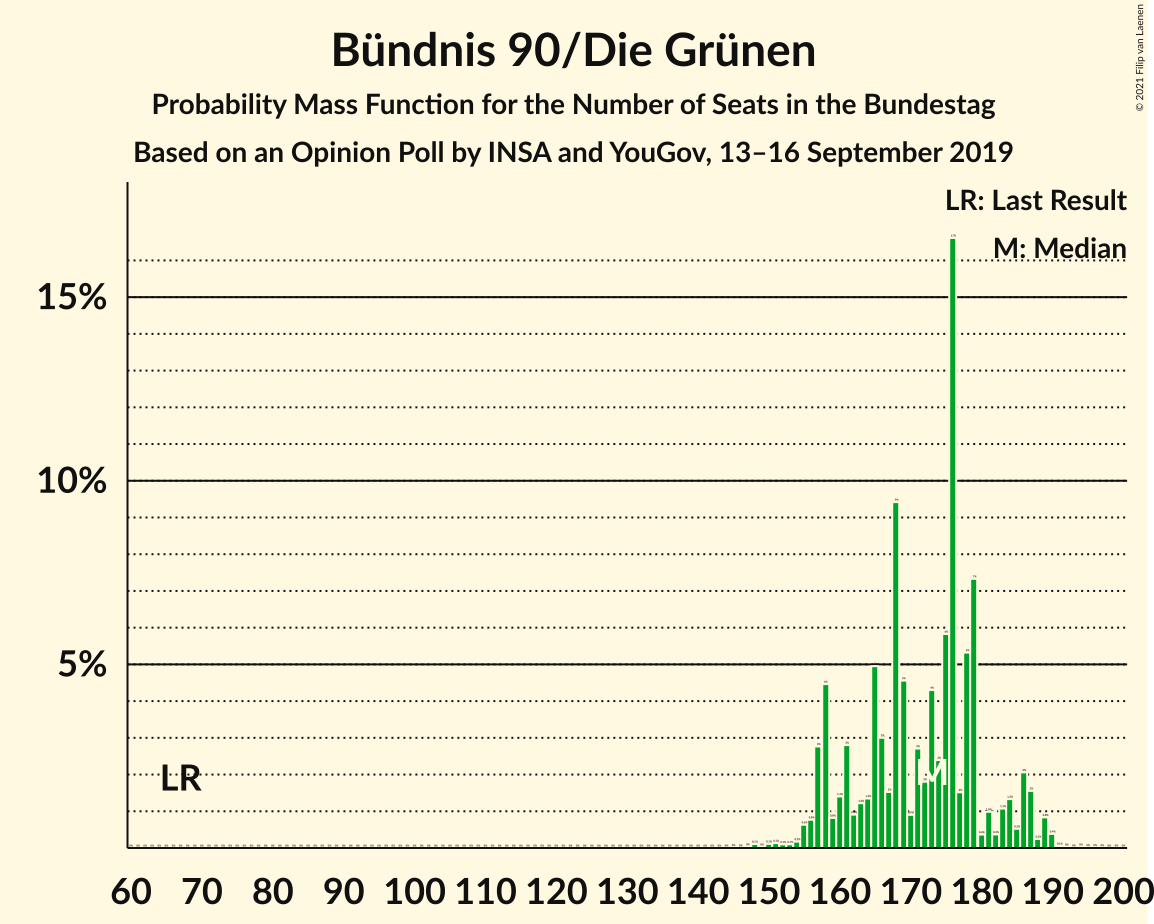 Bündnis 90/Die Grünen
Probability Mass Function for the Number of Seats in the Bundestag
Based on an Opinion Poll by INSA and YouGov, 13–16 September 2019
© 2021 Filip van Laenen
LR: Last Result
M: Median
15%
10%
5%
LR
M
60 70 80 90 100 110 120 130 140 150 160 170 180 190 200